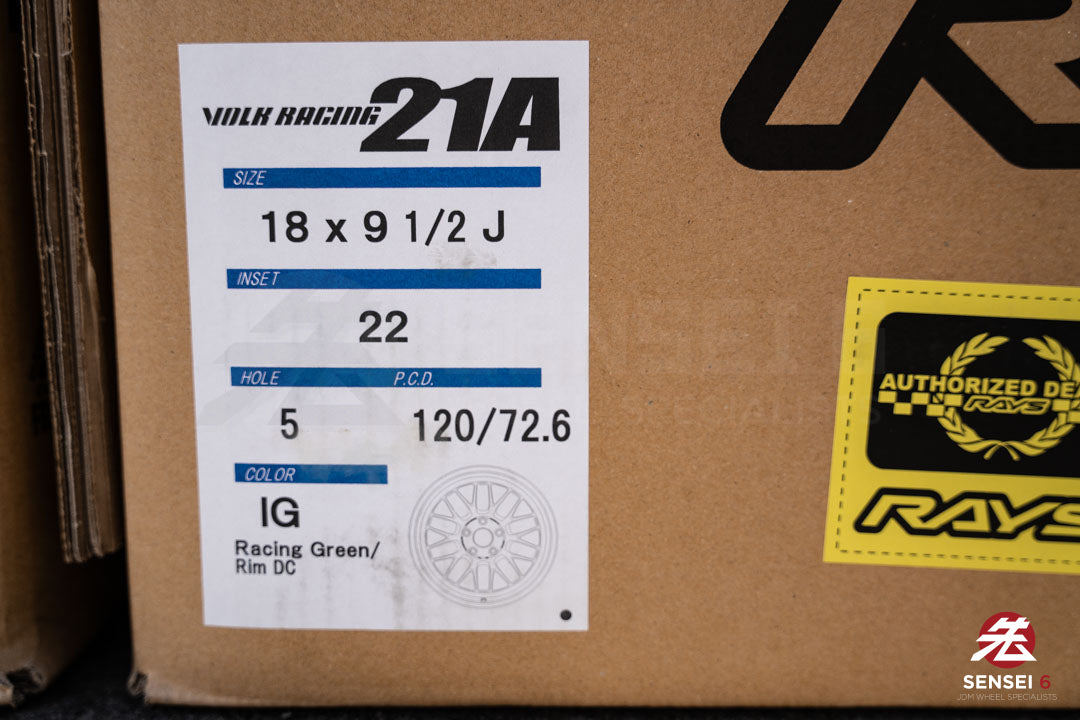 VOLK RACING 21A
SIZE
18 x 9 1/2 J
INSET
22
HOLE P.C.D.
5 120/72.6
COLOR
IG
Racing Green/
Rim DC
AUTHORIZED DE
RAYS
RAYS
SENSEI 6
JDM WHEEL SPECIALISTS